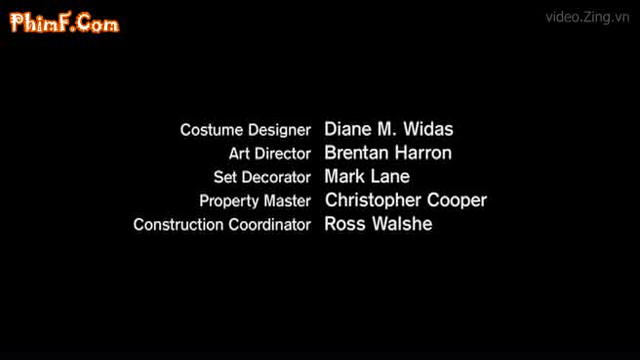 PhimF.Com
video.Zing.vn
Costume Designer Diane M. Widas
Art Director Brentan Harron
Set Decorator Mark Lane
Property Master Christopher Cooper
Construction Coordinator Ross Walshe